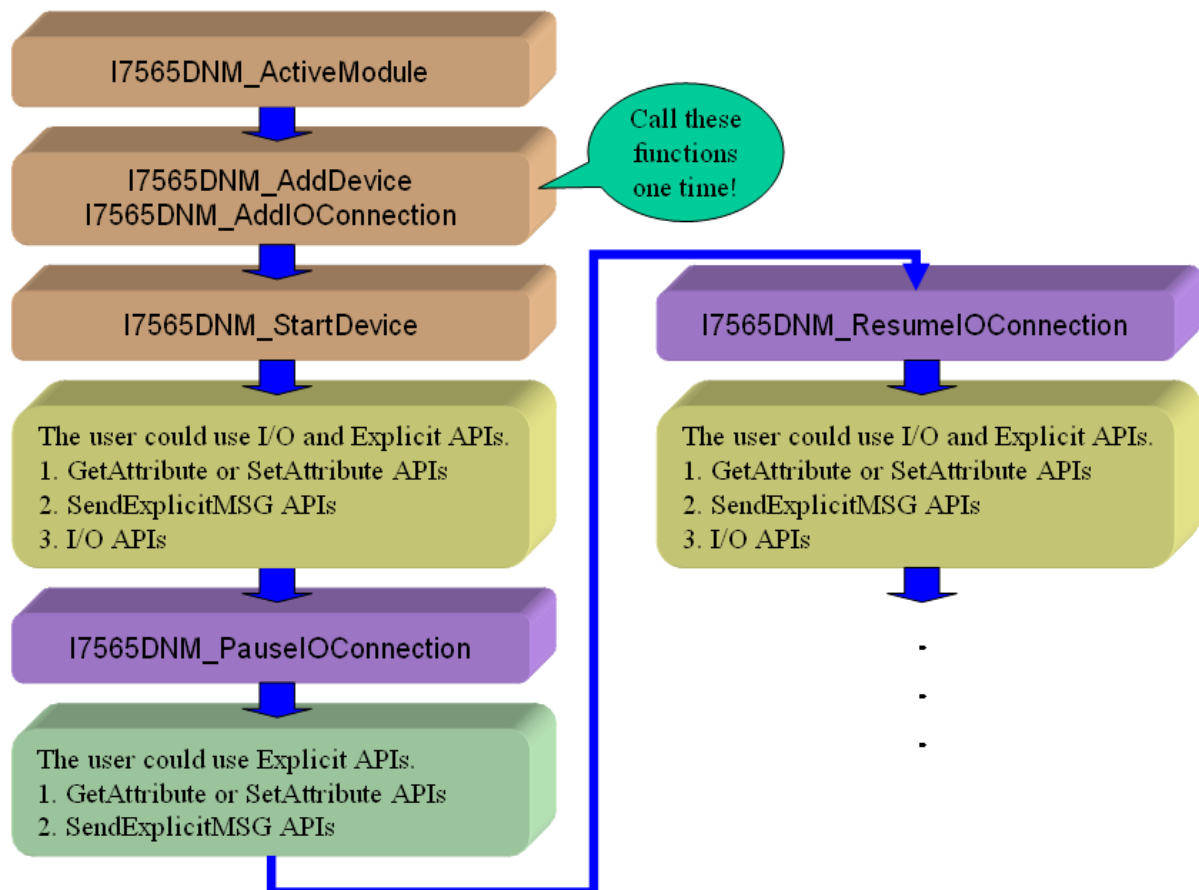 I7565DNM_ActiveModule
Call these
functions
one time!
I7565DNM_AddDevice
I7565DNM_AddIOConnection
I7565DNM_StartDevice
The user could use I/O and Explicit APIs.
1. GetAttribute or SetAttribute APIs
2. SendExplicitMSG APIs
3. I/O APIs
I7565DNM_PauseIOConnection
The user could use Explicit APIs.
1. GetAttribute or SetAttribute APIs
2. SendExplicitMSG APIs
I7565DNM_ResumeIOConnection
The user could use I/O and Explicit APIs.
1. GetAttribute or SetAttribute APIs
2. SendExplicitMSG APIs
3. I/O APIs
.
.
.